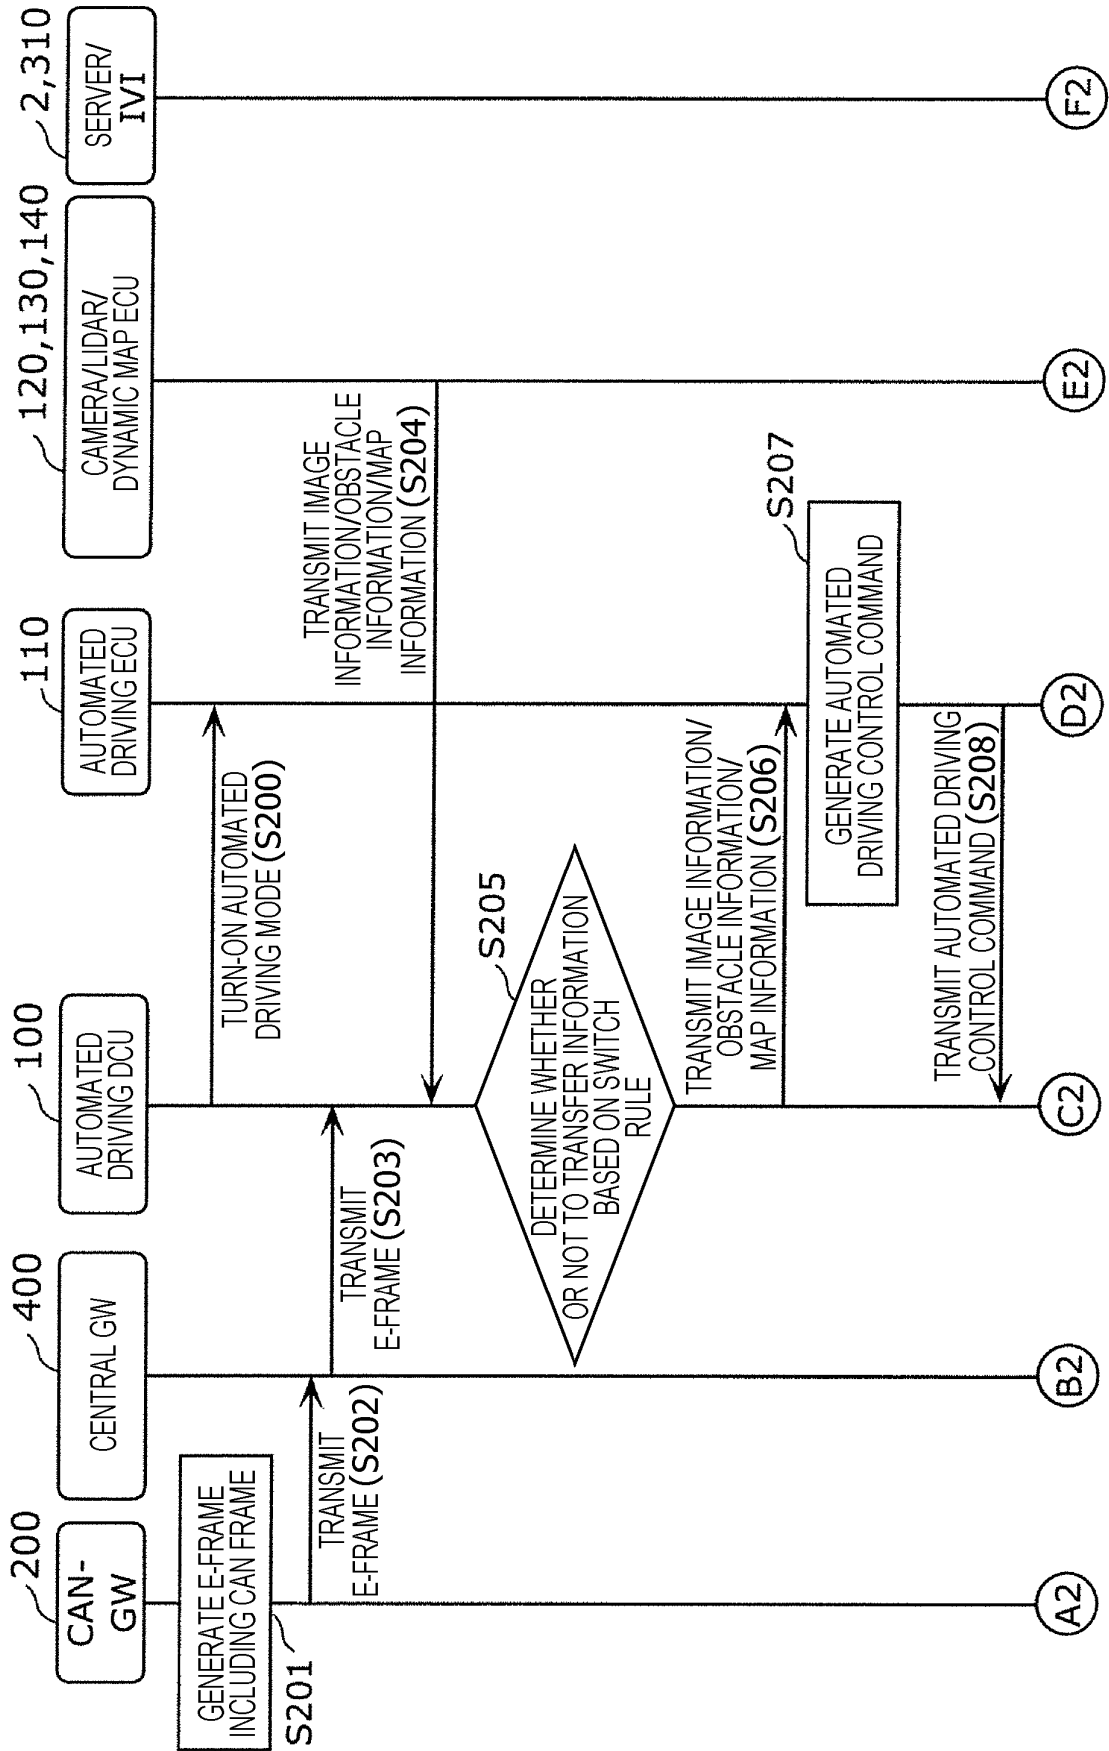 200
CAN-
GW
400
CENTRAL GW
100
AUTOMATED
DRIVING DCU
110
AUTOMATED
DRIVING ECU
120,130,140
CAMERA/LIDAR/
DYNAMIC MAP ECU
2,310
SERVER/
IVI
TURN-ON AUTOMATED
DRIVING MODE (S200)
GENERATE E-FRAME
INCLUDING CAN FRAME
S201
TRANSMIT
E-FRAME (S202)
TRANSMIT
E-FRAME (S203)
TRANSMIT IMAGE
INFORMATION/OBSTACLE
INFORMATION/MAP
INFORMATION (S204)
S205
DETERMINE WHETHER
OR NOT TO TRANSFER INFORMATION
BASED ON SWITCH
RULE
TRANSMIT IMAGE INFORMATION/
OBSTACLE INFORMATION/
MAP INFORMATION (S206)
S207
GENERATE AUTOMATED
DRIVING CONTROL COMMAND
TRANSMIT AUTOMATED DRIVING
CONTROL COMMAND (S208)
A2
B2
C2
D2
E2
F2